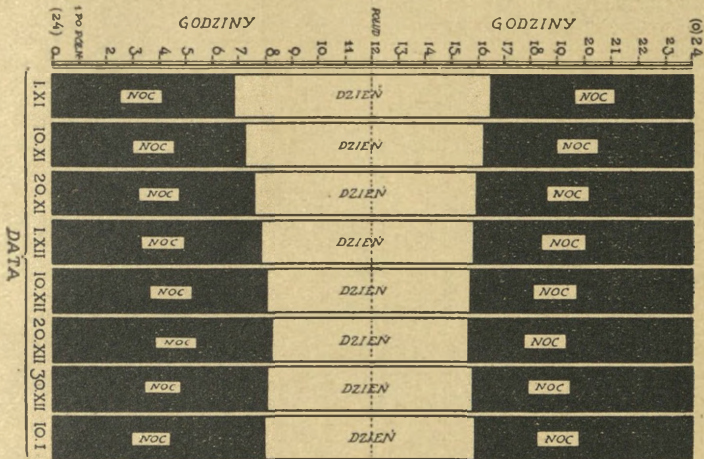 GODZINY GODZINY
(24) 0 1 PO PÓŁN. 2 3 4 5 6 7 8 9 10 11 POŁUD 12 13 14 15 16 17 18 19 20 21 22 23 (0) 24
DATA
1.XI NOC DZIEŃ NOC
10.XI NOC DZIEŃ NOC
20.XI NOC DZIEŃ NOC
1.XII NOC DZIEŃ NOC
10.XII NOC DZIEŃ NOC
20.XII NOC DZIEŃ NOC
30.XII NOC DZIEŃ NOC
10.I NOC DZIEŃ NOC